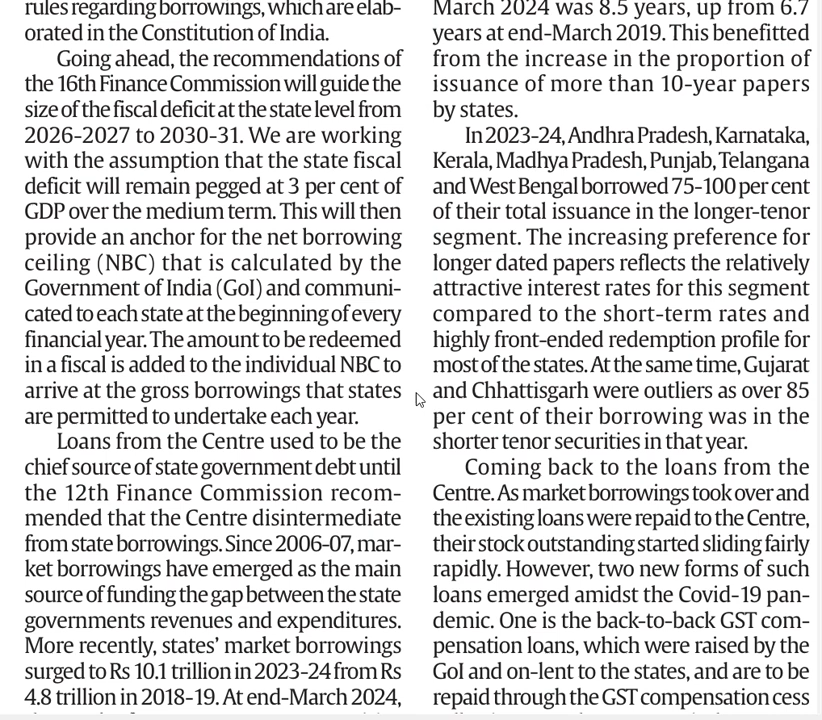 rules regarding borrowings, which are elab-
orated in the Constitution of India.
Going ahead, the recommendations of
the 16th Finance Commission will guide the
size of the fiscal deficit at the state level from
2026-2027 to 2030-31. We are working
with the assumption that the state fiscal
deficit will remain pegged at 3 per cent of
GDP over the medium term. This will then
provide an anchor for the net borrowing
ceiling (NBC) that is calculated by the
Government of India (GoI) and communi-
cated to each state at the beginning of every
financial year. The amount to be redeemed
in a fiscal is added to the individual NBC to
arrive at the gross borrowings that states
are permitted to undertake each year.
Loans from the Centre used to be the
chief source of state government debt until
the 12th Finance Commission recom-
mended that the Centre disintermediate
from state borrowings. Since 2006-07, mar-
ket borrowings have emerged as the main
source of funding the gap between the state
governments revenues and expenditures.
More recently, states’ market borrowings
surged to Rs 10.1 trillion in 2023-24 from Rs
4.8 trillion in 2018-19. At end-March 2024,
March 2024 was 8.5 years, up from 6.7
years at end-March 2019. This benefitted
from the increase in the proportion of
issuance of more than 10-year papers
by states.
In 2023-24, Andhra Pradesh, Karnataka,
Kerala, Madhya Pradesh, Punjab, Telangana
and West Bengal borrowed 75-100 per cent
of their total issuance in the longer-tenor
segment. The increasing preference for
longer dated papers reflects the relatively
attractive interest rates for this segment
compared to the short-term rates and
highly front-ended redemption profile for
most of the states. At the same time, Gujarat
and Chhattisgarh were outliers as over 85
per cent of their borrowing was in the
shorter tenor securities in that year.
Coming back to the loans from the
Centre. As market borrowings took over and
the existing loans were repaid to the Centre,
their stock outstanding started sliding fairly
rapidly. However, two new forms of such
loans emerged amidst the Covid-19 pan-
demic. One is the back-to-back GST com-
pensation loans, which were raised by the
GoI and on-lent to the states, and are to be
repaid through the GST compensation cess